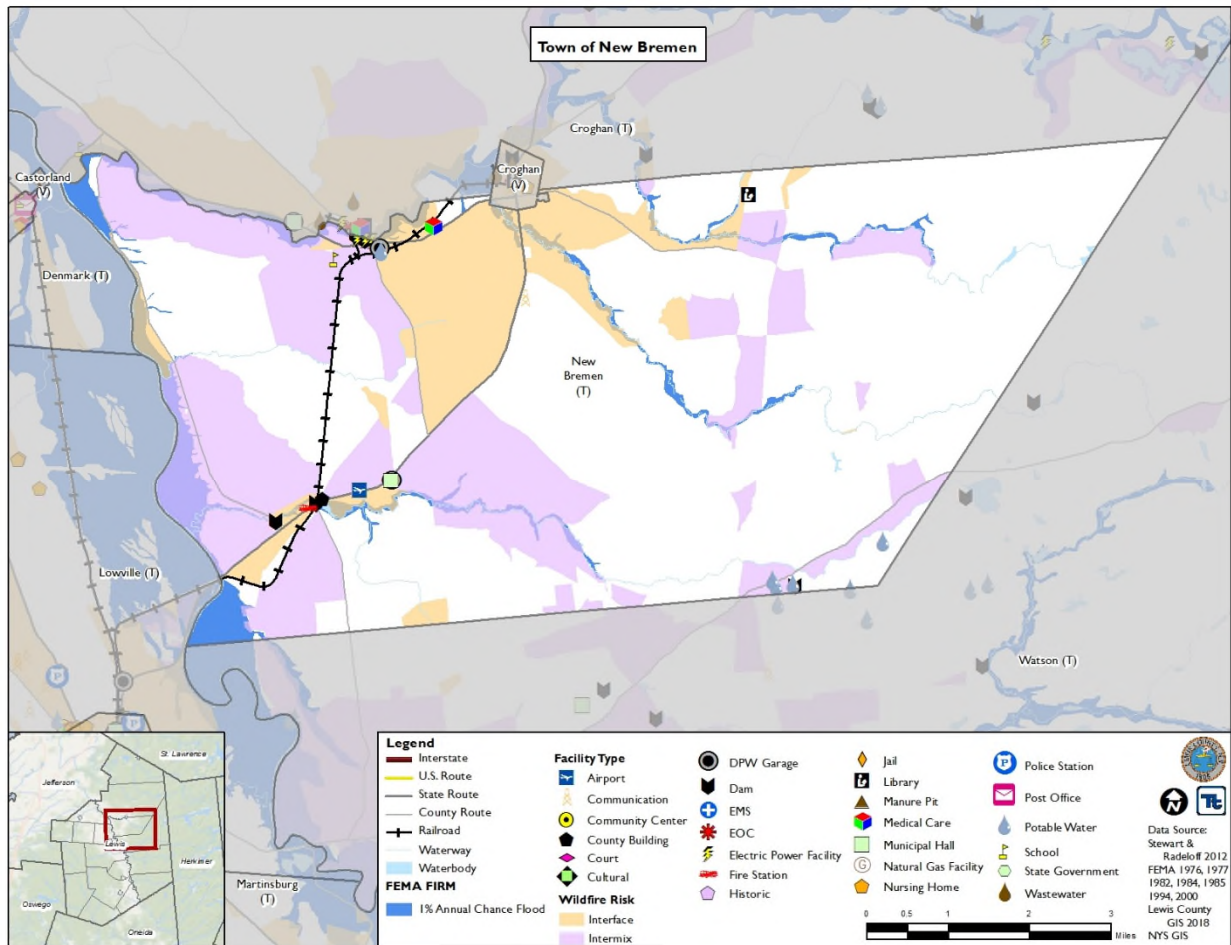 Town of New Bremen
Croghan (T)
Croghan
(V)
Castorland
(V)
Denmark (T)
New
Bremen
(T)
Lowville (T)
Watson (T)
Martinsburg
(T)
St. Lawrence
Jefferson
Lewis
Herkimer
Oswego
Oneida
Legend
Interstate
U.S. Route
State Route
County Route
Railroad
Waterway
Waterbody
FEMA FIRM
1% Annual Chance Flood
Facility Type
Airport
Communication
Community Center
County Building
Court
Cultural
Wildfire Risk
Interface
Intermix
DPW Garage
Dam
EMS
EOC
Electric Power Facility
Fire Station
Historic
Jail
Library
Manure Pit
Medical Care
Municipal Hall
G Natural Gas Facility
Nursing Home
P Police Station
Post Office
Potable Water
School
State Government
Wastewater
0 0.5 1 2 3
Miles
N
Tt
Data Source:
Stewart &
Radeloff 2012
FEMA 1976, 1977
1982, 1984, 1985
1994, 2000
Lewis County
GIS 2018
NYS GIS